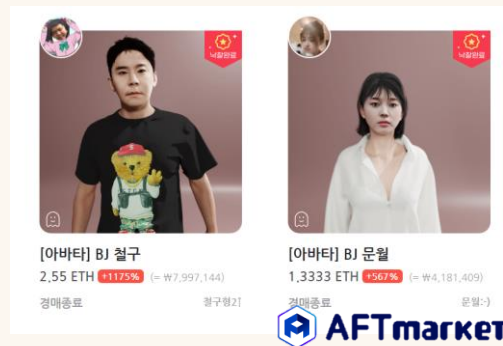 낙찰완료
낙찰완료
[아바타] BJ 철구
2.55 ETH +1175% (= ₩7,997,144)
경매종료 철구형2
[아바타] BJ 문월
1.3333 ETH +567% (= ₩4,181,409)
경매종료 문월:-)
AFTmarket